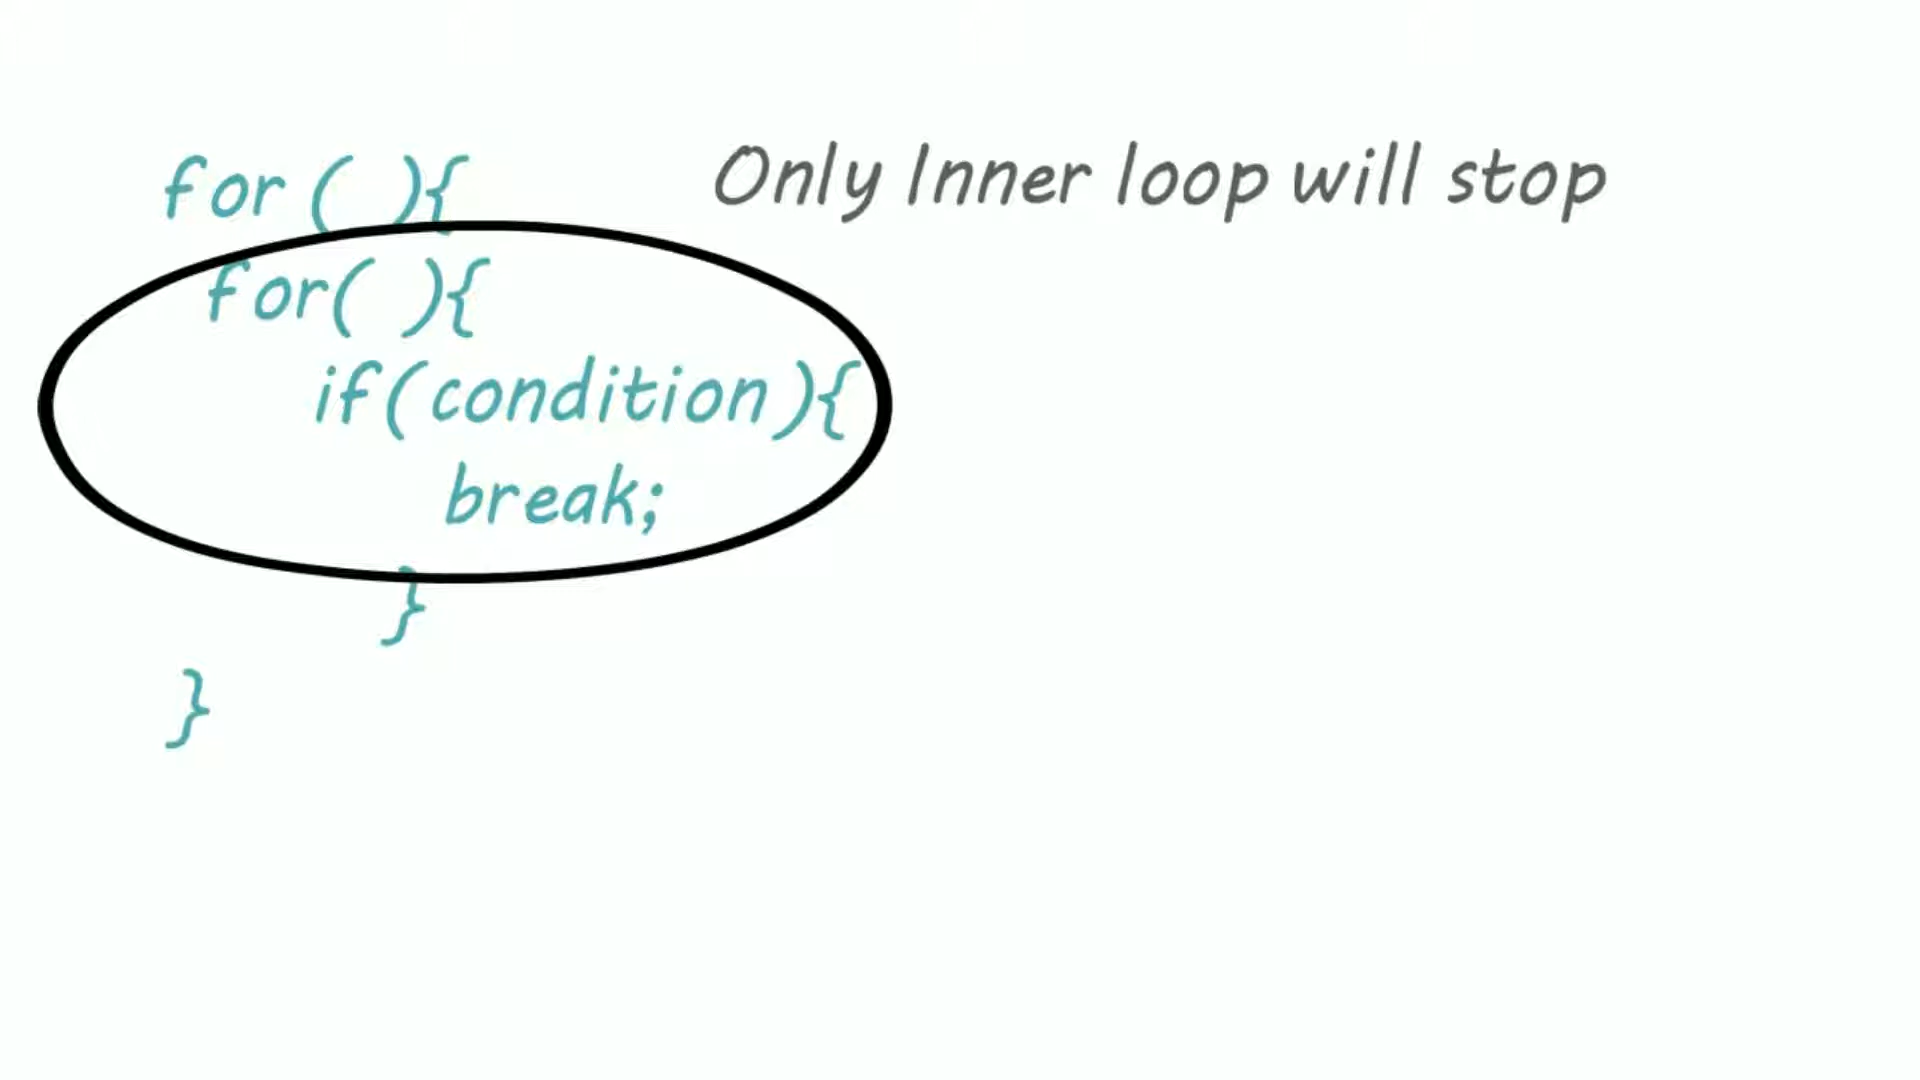 for ( ){
Only Inner loop will stop
for( ){
if(condition){
break;
}
}